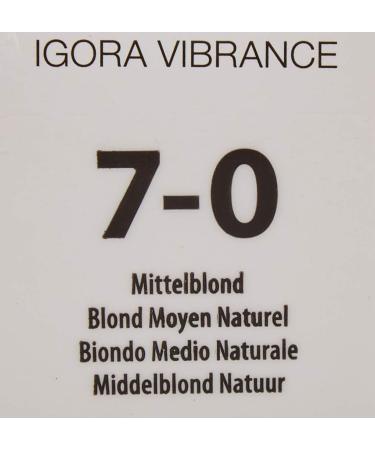 IGORA VIBRANCE
7-0
Mittelblond
Blond Moyen Naturel
Biondo Medio Naturale
Middelblond Natuur